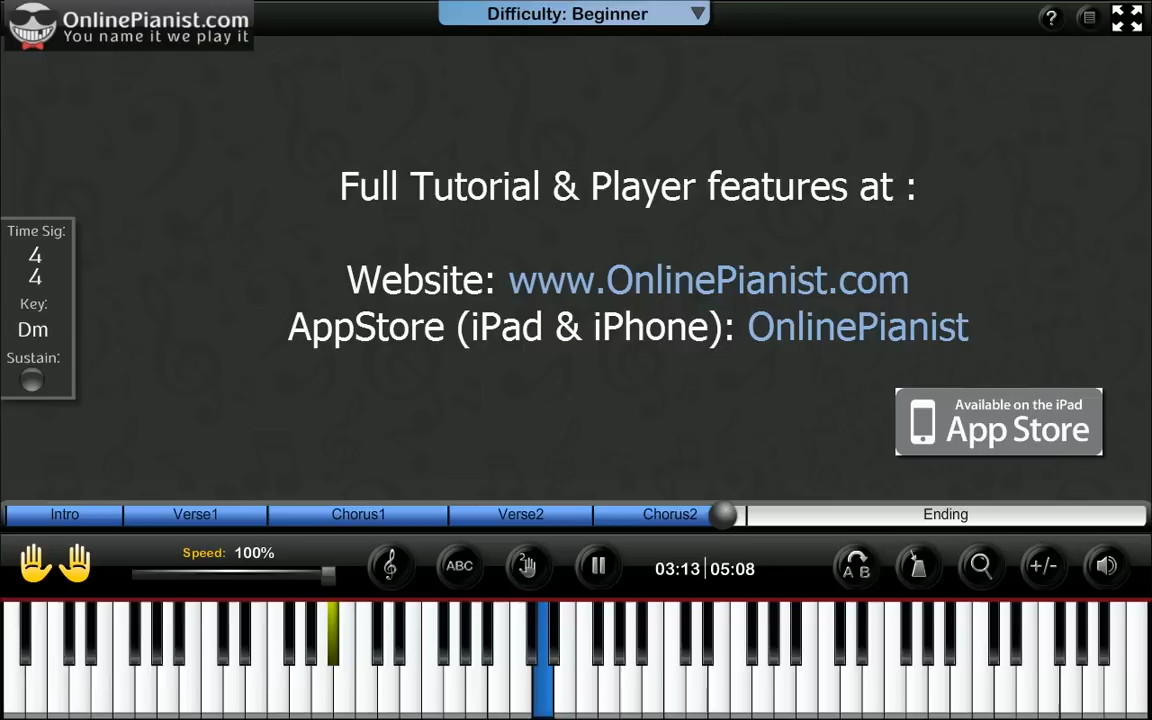 OnlinePianist.com
You name it we play it
Difficulty: Beginner
?
Full Tutorial & Player features at :
Website: www.OnlinePianist.com
AppStore (iPad & iPhone): OnlinePianist
Time Sig:
4
4
Key:
Dm
Sustain:
Available on the iPad
App Store
Intro
Verse1
Chorus1
Verse2
Chorus2
Ending
Speed: 100%
ABC
2
03:13 | 05:08
A B
+/-